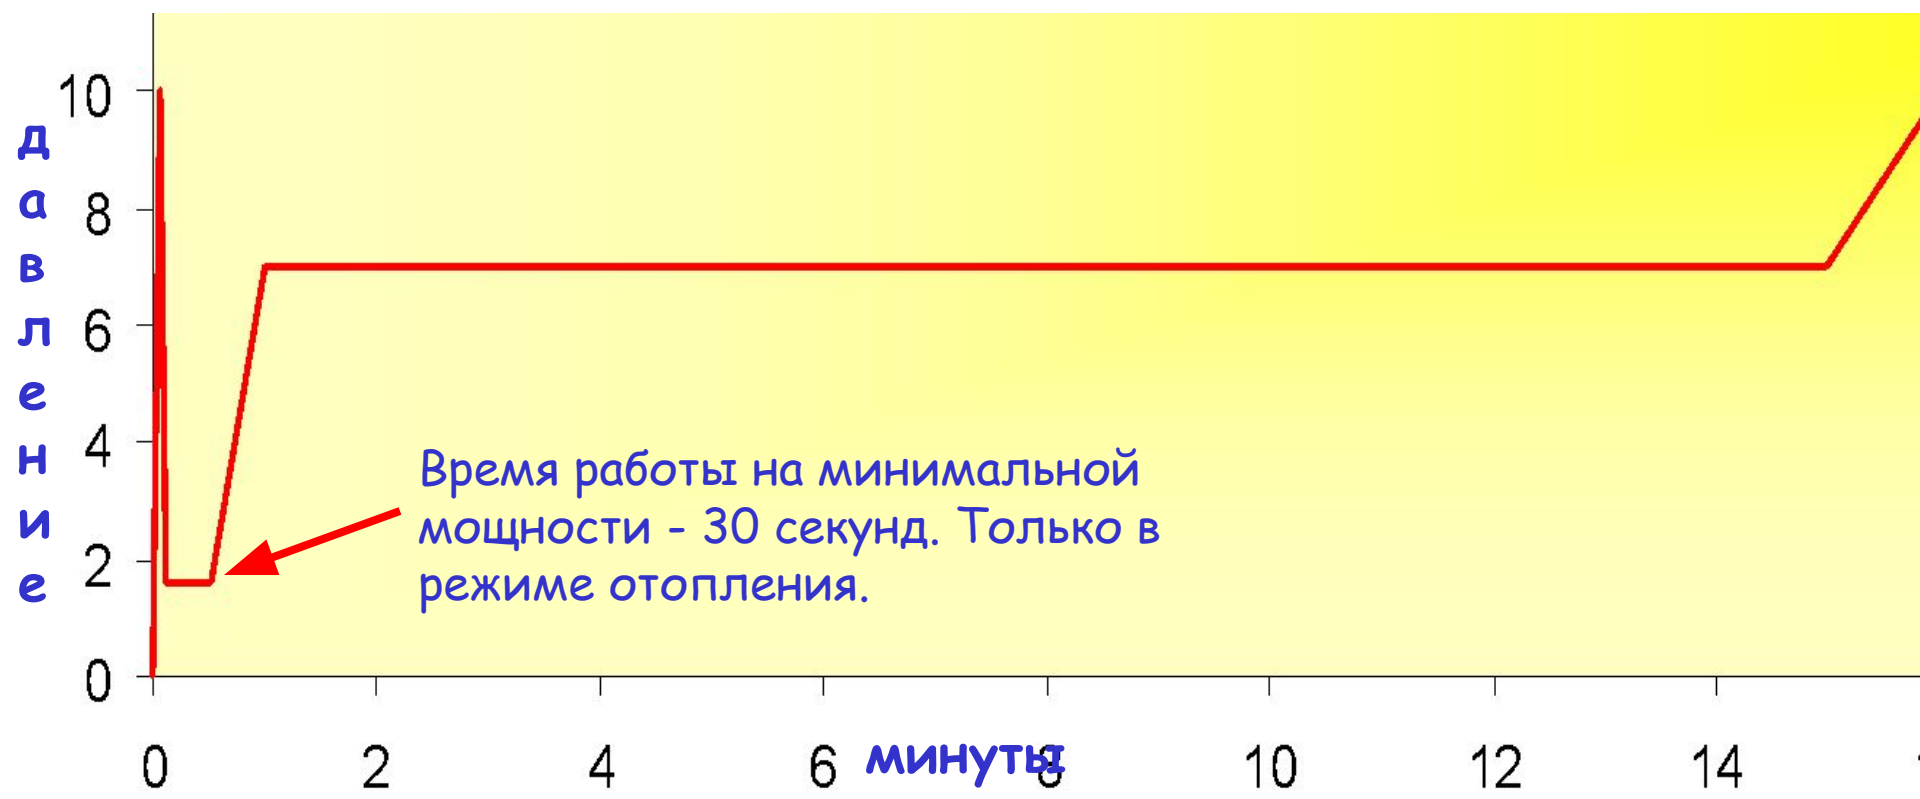 давление
10
8
6
4
2
0
Время работы на минимальной
мощности - 30 секунд. Только в
режиме отопления.
0 2 4 6 8 10 12 14
минуты